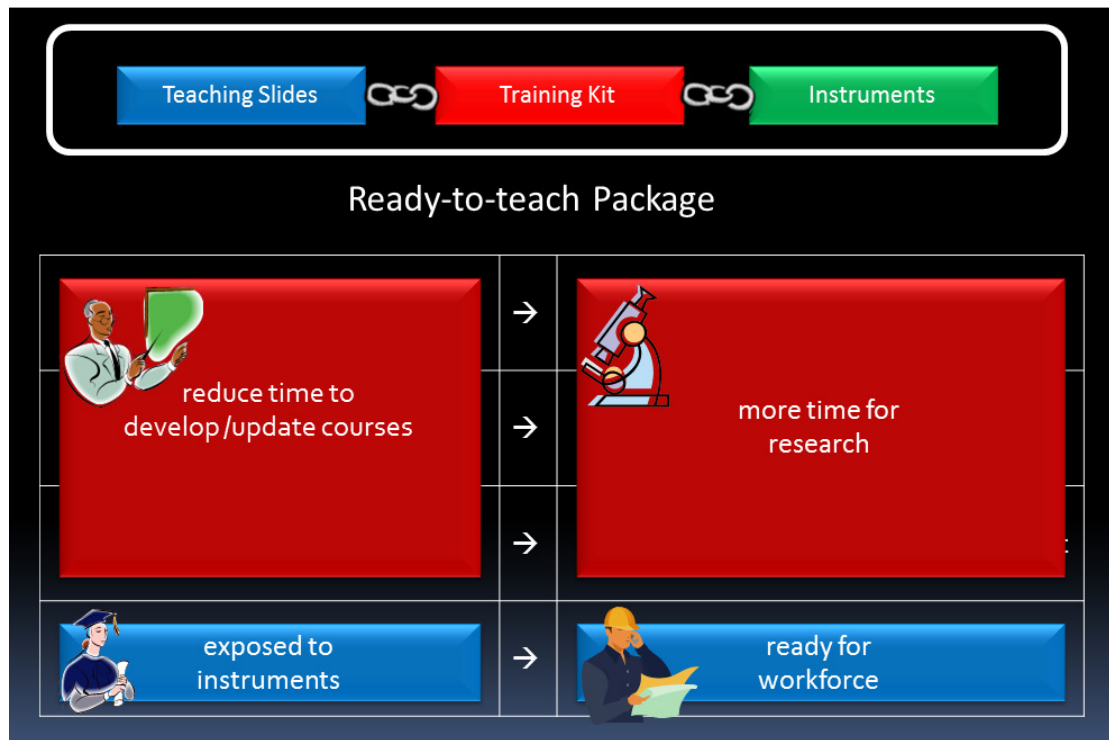 Teaching Slides Training Kit Instruments
Ready-to-teach Package
reduce time to
develop/update courses
→
more time for
research
→
→
exposed to
instruments
→
ready for
workforce